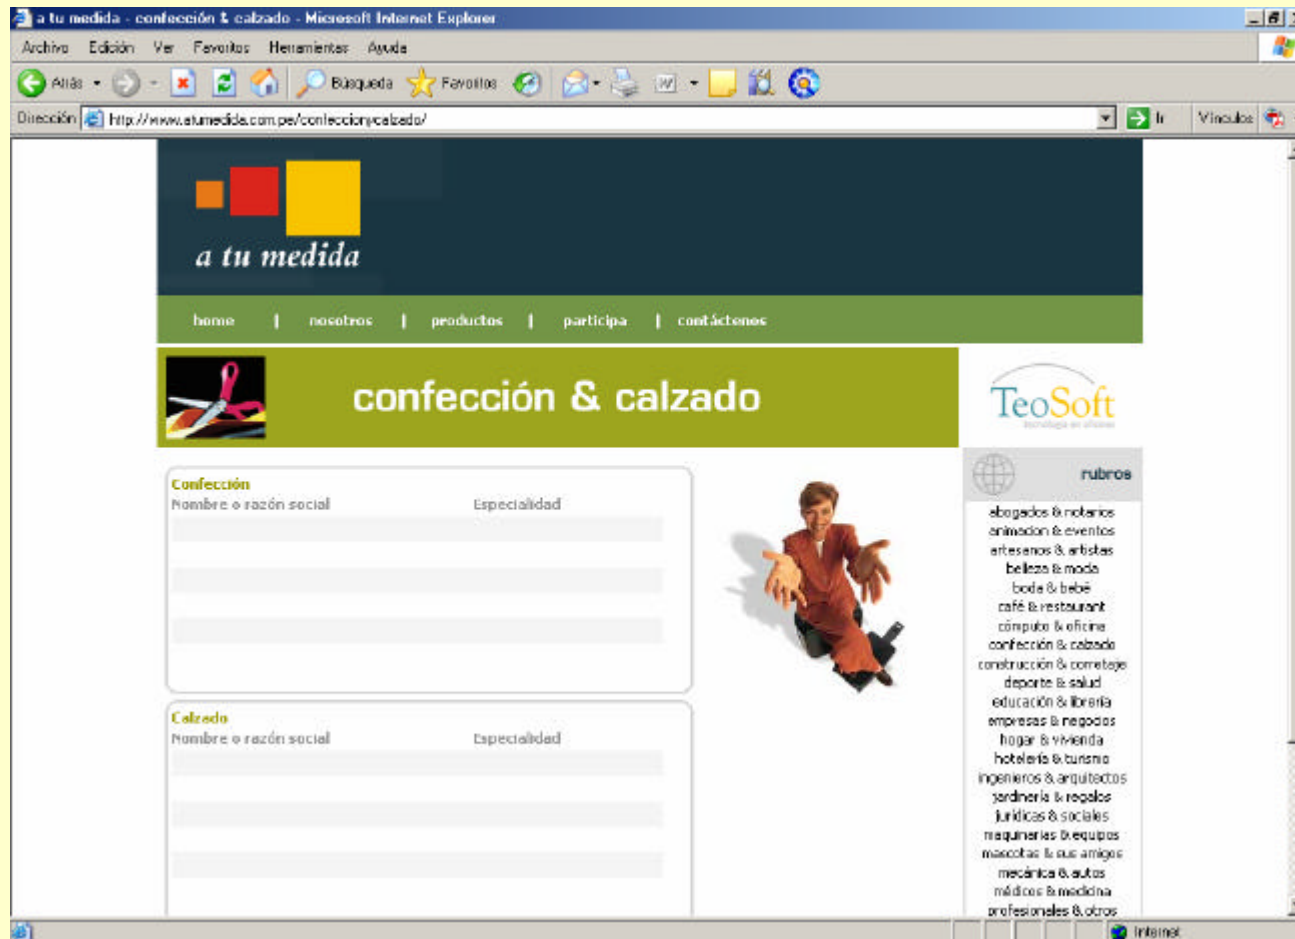 a tu medida - confección & calzado - Microsoft Internet Explorer
Archivo Edición Ver Favoritos Herramientas Ayuda
Atrás Búsqueda Favoritos
Dirección http://www.atumedida.com.pe/confeccionycalzado/ Ir Vínculos
a tu medida
home | nosotros | productos | participa | contáctenos
confección & calzado
TeoSoft
Confección
Nombre o razón social Especialidad
Calzado
Nombre o razón social Especialidad
rubros
abogados & notarios
animacion & eventos
artesanos & artistas
belleza & moda
boda & bebé
café & restaurant
cómputo & oficina
confección & calzado
construcción & corretaje
deporte & salud
educación & librería
empresas & negocios
hogar & vivienda
hotelería & turismo
ingenieros & arquitectos
jardinería & regalos
jurídicas & sociales
maquinarias & equipos
mascotas & sus amigos
mecánica & autos
médicos & medicina
profesionales & otros
Internet